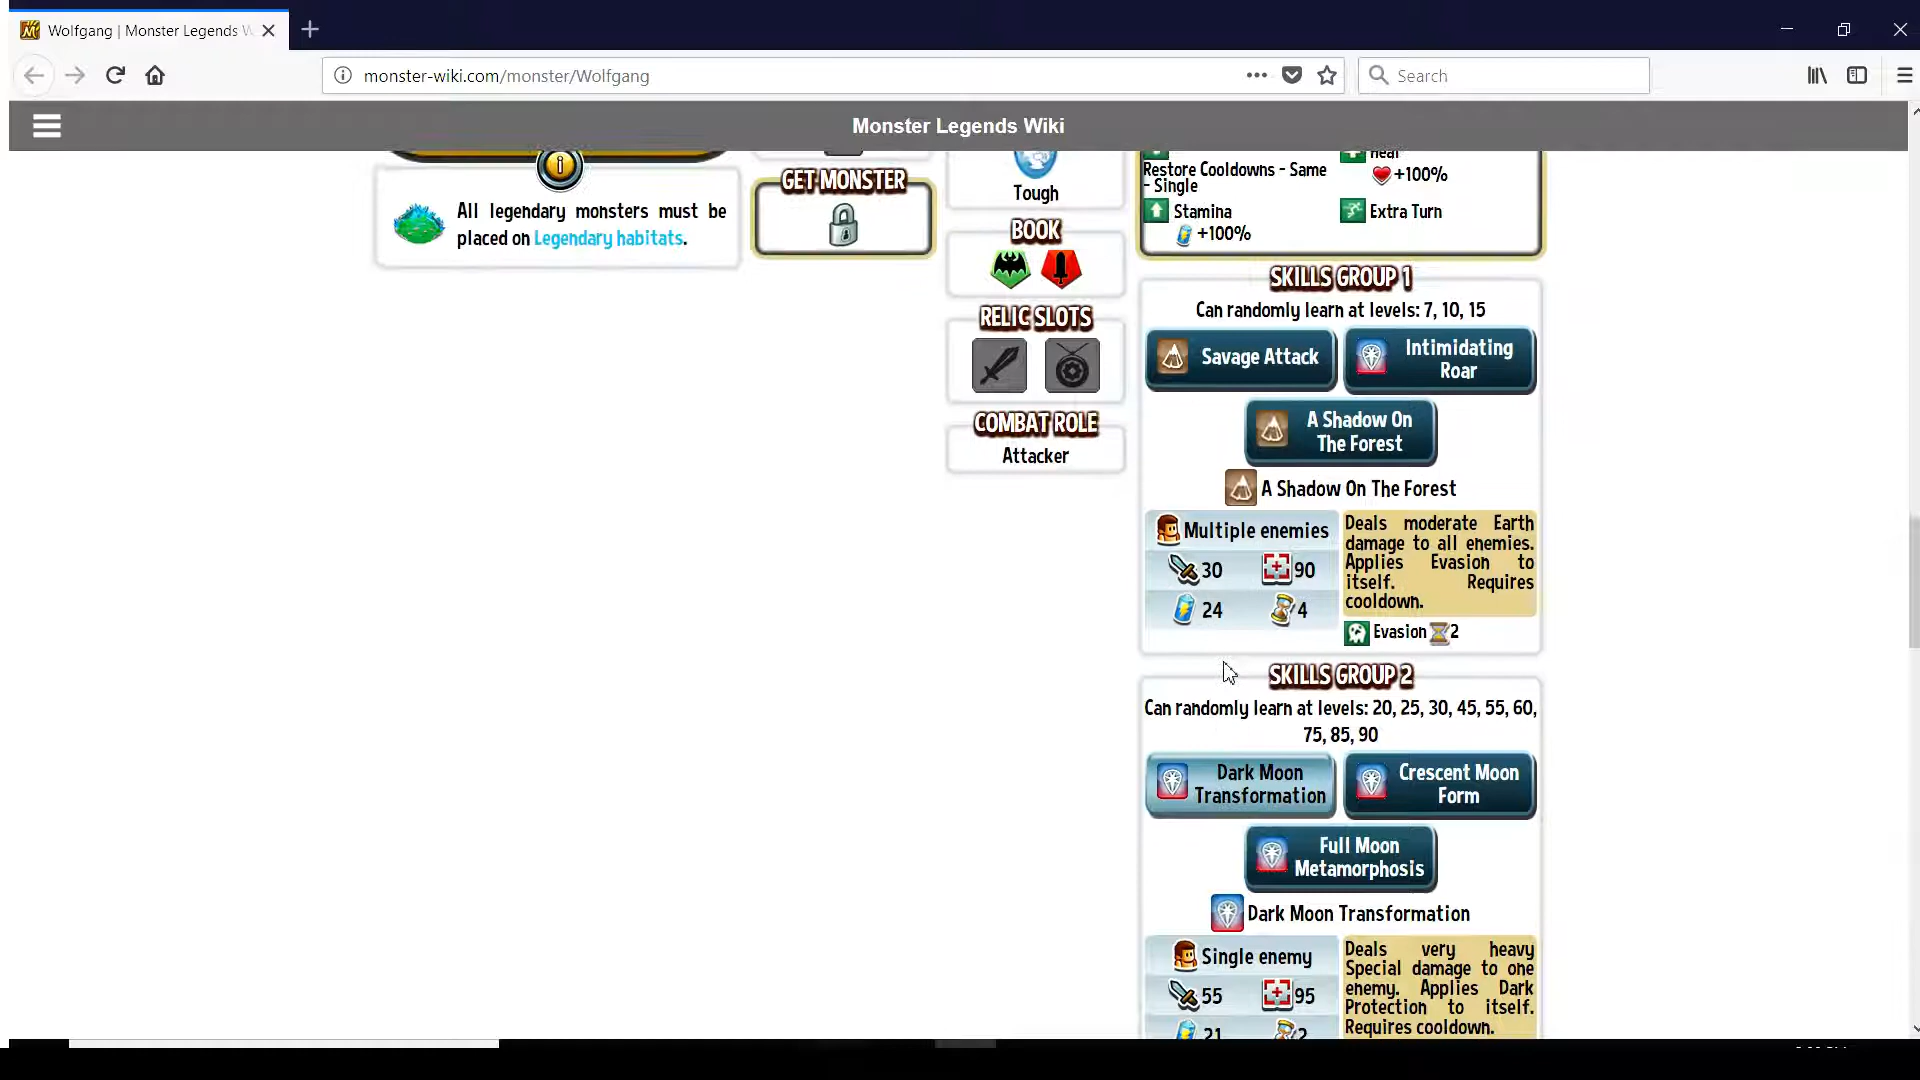 Wolfgang | Monster Legends W
monster-wiki.com/monster/Wolfgang
Search
Monster Legends Wiki
All legendary monsters must be
placed on Legendary habitats.
GET MONSTER
Tough
BOOK
RELIC SLOTS
COMBAT ROLE
Attacker
Restore Cooldowns - Same
- Single
Heal
+100%
Stamina
+100%
Extra Turn
SKILLS GROUP 1
Can randomly learn at levels: 7, 10, 15
Savage Attack
Intimidating
Roar
A Shadow On
The Forest
A Shadow On The Forest
Multiple enemies
30
90
24
4
Deals moderate Earth
damage to all enemies.
Applies Evasion to
itself. Requires
cooldown.
Evasion 2
SKILLS GROUP 2
Can randomly learn at levels: 20, 25, 30, 45, 55, 60,
75, 85, 90
Dark Moon
Transformation
Crescent Moon
Form
Full Moon
Metamorphosis
Dark Moon Transformation
Single enemy
55
95
21
2
Deals very heavy
Special damage to one
enemy. Applies Dark
Protection to itself.
Requires cooldown.